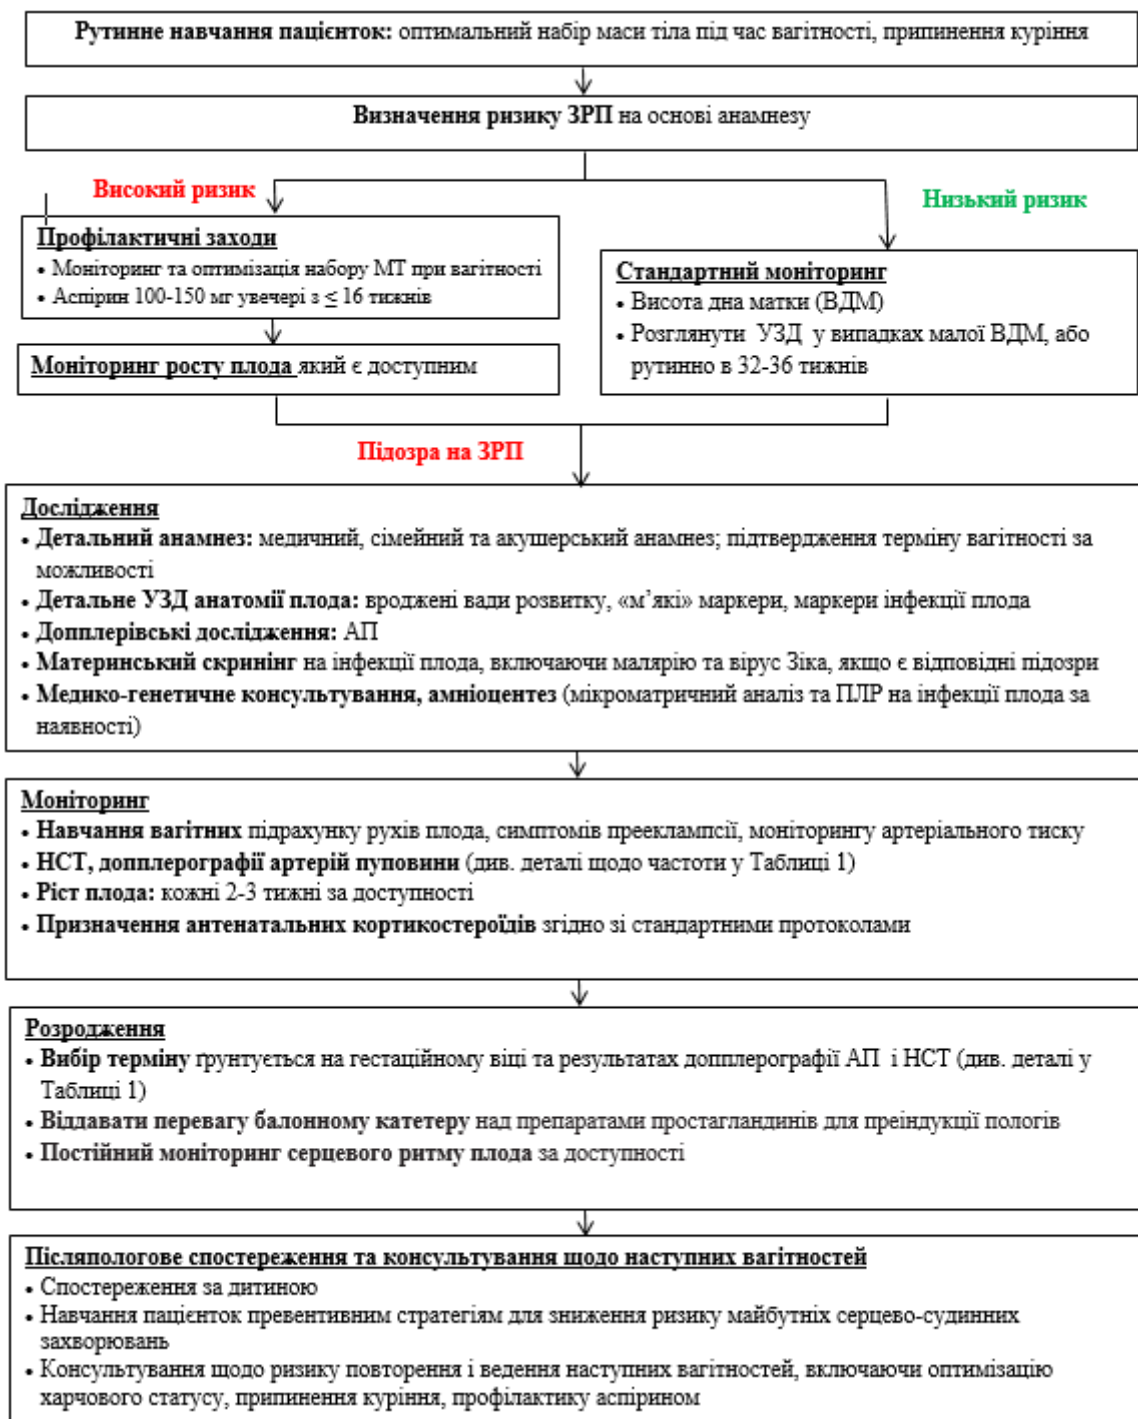 Рутинне навчання пацієнток: оптимальний набір маси тіла під час вагітності, припинення куріння
Визначення ризику ЗРП на основі анамнезу
Високий ризик
Профілактичні заходи
• Моніторинг та оптимізація набору МТ при вагітності
• Аспірин 100-150 мг увечері з ≤ 16 тижнів
Моніторинг росту плода який є доступним
Низький ризик
Стандартний моніторинг
• Висота дна матки (ВДМ)
• Розглянути УЗД у випадках малої ВДМ, або
рутинно в 32-36 тижнів
Підозра на ЗРП
Дослідження
• Детальний анамнез: медичний, сімейний та акушерський анамнез; підтвердження терміну вагітності за
можливості
• Детальне УЗД анатомії плода: вроджені вади розвитку, «м’які» маркери, маркери інфекції плода
• Допплерівські дослідження: АП
• Материнський скринінг на інфекції плода, включаючи малярію та вірус Зіка, якщо є відповідні підозри
• Медико-генетичне консультування, амніоцентез (мікроматричний аналіз та ПЛР на інфекції плода за
наявності)
Моніторинг
• Навчання вагітних підрахунку рухів плода, симптомів прееклампсії, моніторингу артеріального тиску
• НСТ, допплерографії артерій пуповини (див. деталі щодо частоти у Таблиці 1)
• Ріст плода: кожні 2-3 тижні за доступності
• Призначення антенатальних кортикостероїдів згідно зі стандартними протоколами
Розродження
• Вибір терміну ґрунтується на гестаційному віці та результатах допплерографії АП і НСТ (див. деталі у
Таблиці 1)
• Віддавати перевагу балонному катетеру над препаратами простагландинів для преіндукції пологів
• Постійний моніторинг серцевого ритму плода за доступності
Післяпологове спостереження та консультування щодо наступних вагітностей
• Спостереження за дитиною
• Навчання пацієнток превентивним стратегіям для зниження ризику майбутніх серцево-судинних
захворювань
• Консультування щодо ризику повторення і ведення наступних вагітностей, включаючи оптимізацію
харчового статусу, припинення куріння, профілактику аспірином